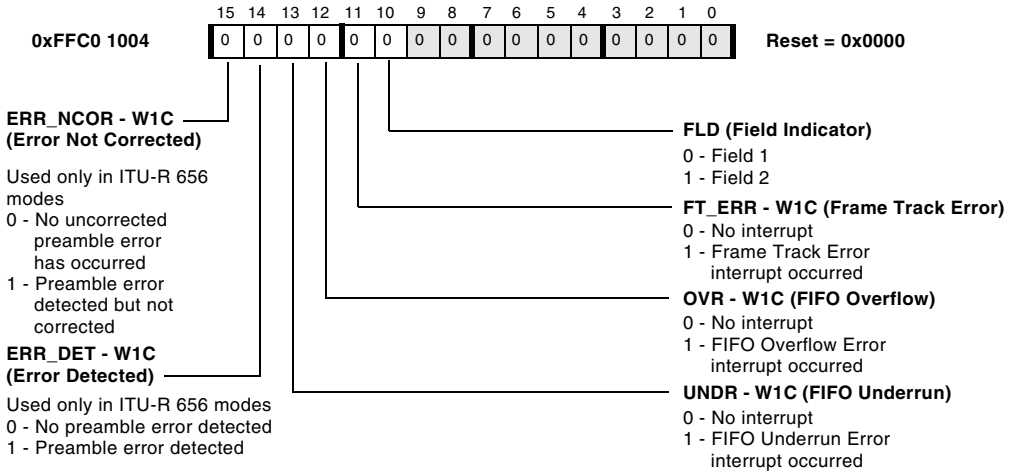 15 14 13 12 11 10 9 8 7 6 5 4 3 2 1 0
0xFFC0 1004
0 0 0 0 0 0 0 0 0 0 0 0 0 0 0 0
Reset = 0x0000
ERR_NCOR - W1C
(Error Not Corrected)
Used only in ITU-R 656
modes
0 - No uncorrected
preamble error
has occurred
1 - Preamble error
detected but not
corrected
ERR_DET - W1C
(Error Detected)
Used only in ITU-R 656 modes
0 - No preamble error detected
1 - Preamble error detected
FLD (Field Indicator)
0 - Field 1
1 - Field 2
FT_ERR - W1C (Frame Track Error)
0 - No interrupt
1 - Frame Track Error
interrupt occurred
OVR - W1C (FIFO Overflow)
0 - No interrupt
1 - FIFO Overflow Error
interrupt occurred
UNDR - W1C (FIFO Underrun)
0 - No interrupt
1 - FIFO Underrun Error
interrupt occurred